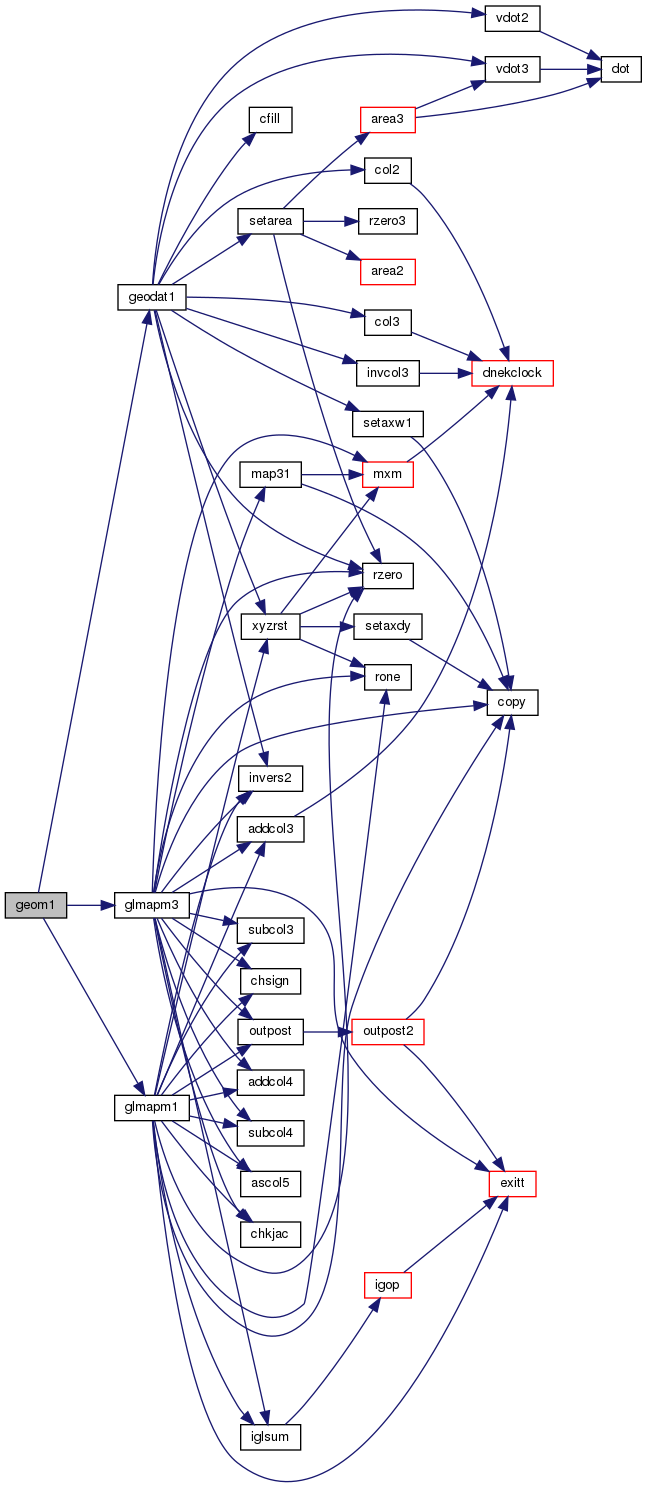 vdot2
vdot3
dot
cfill
area3
col2
setarea
rzero3
area2
geodat1
col3
invcol3
dnekclock
setaxw1
map31
mxm
rzero
xyzrst
setaxdy
rone
copy
invers2
addcol3
geom1
glmapm3
subcol3
chsign
outpost
outpost2
addcol4
glmapm1
subcol4
ascol5
exitt
chkjac
igop
iglsum